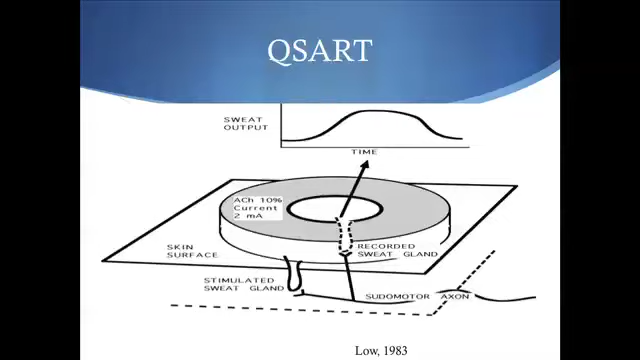 QSART
SWEAT
OUTPUT
TIME
ACh 10%
Current
2 mA
SKIN
SURFACE
RECORDED
SWEAT GLAND
STIMULATED
SWEAT GLAND
SUDOMOTOR AXON
Low, 1983